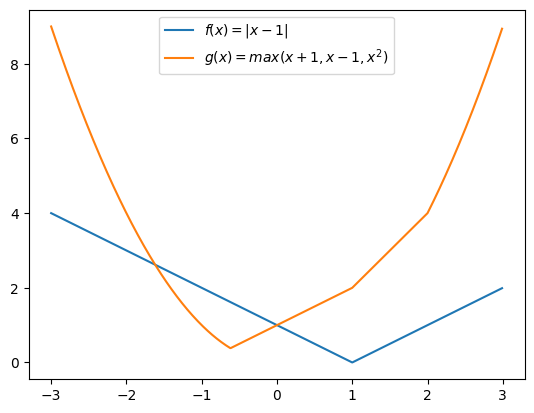 f(x) = |x − 1|
g(x) = max(x + 1, x − 1, x²)
8
6
4
2
0
−3 −2 −1 0 1 2 3